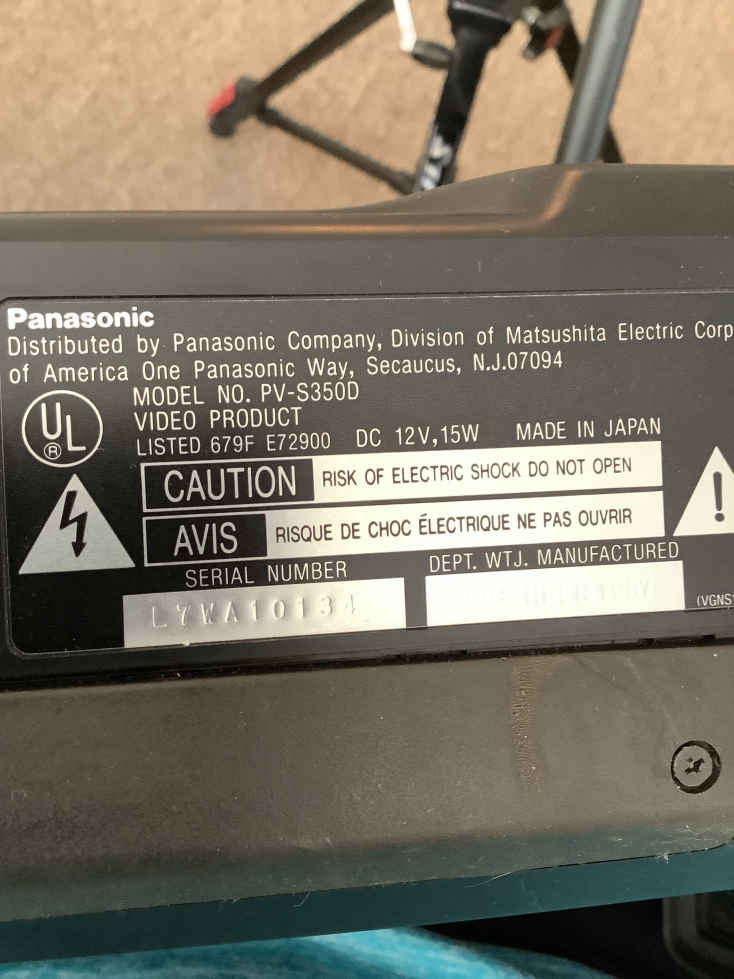 Panasonic
Distributed by Panasonic Company, Division of Matsushita Electric Corp
of America One Panasonic Way, Secaucus, N.J.07094
MODEL NO. PV-S350D
VIDEO PRODUCT
LISTED 679F E72900 DC 12V,15W MADE IN JAPAN
UL
®
CAUTION RISK OF ELECTRIC SHOCK DO NOT OPEN
!
AVIS RISQUE DE CHOC ÉLECTRIQUE NE PAS OUVRIR
SERIAL NUMBER
DEPT. WTJ. MANUFACTURED
L7WA10134